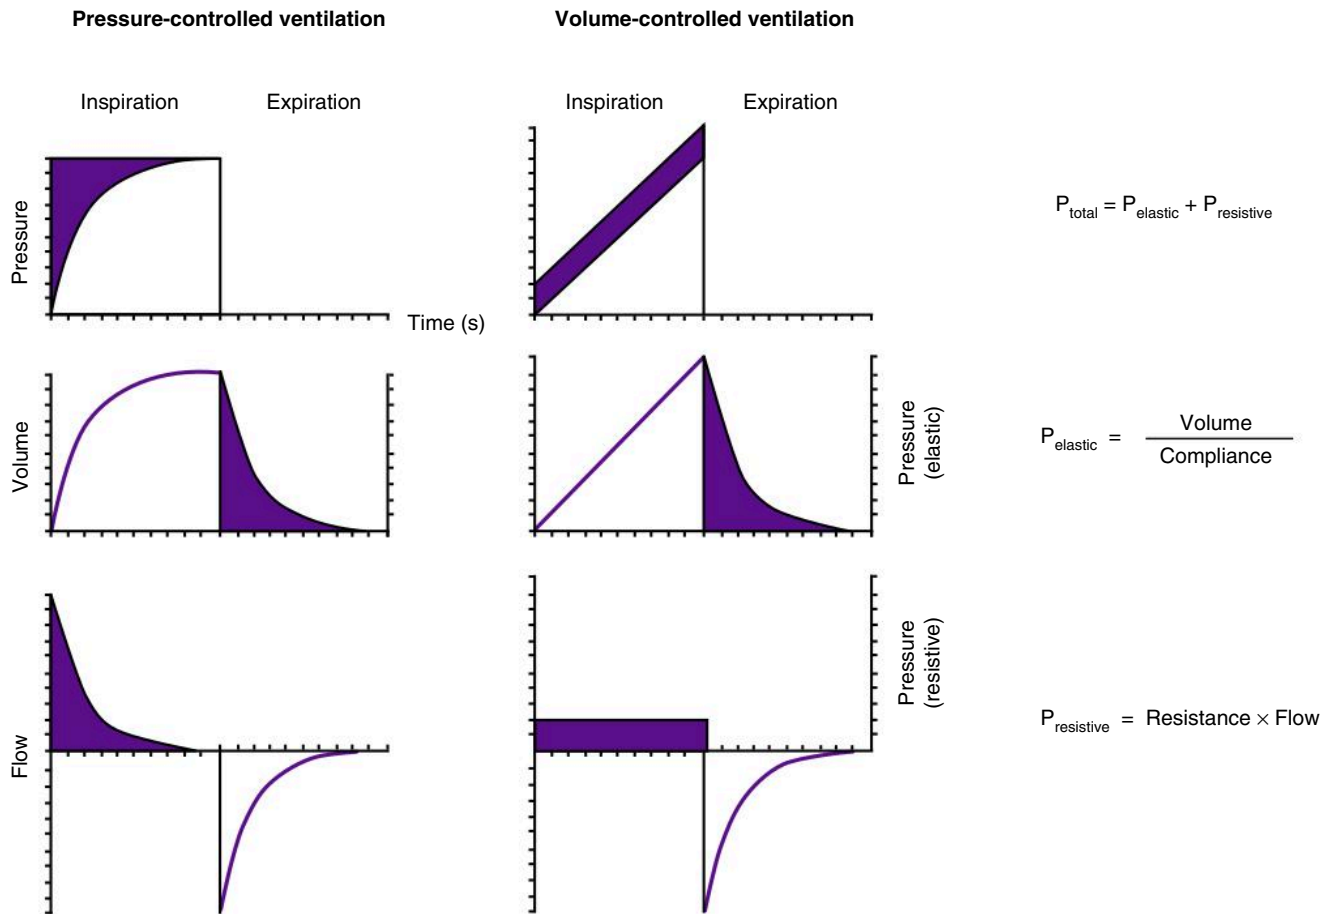 Pressure-controlled ventilation
Volume-controlled ventilation
Inspiration
Expiration
Inspiration
Expiration
Pressure
Time (s)
P_total = P_elastic + P_resistive
Volume
Pressure
(elastic)
P_elastic = Volume
Compliance
Flow
Pressure
(resistive)
P_resistive = Resistance × Flow